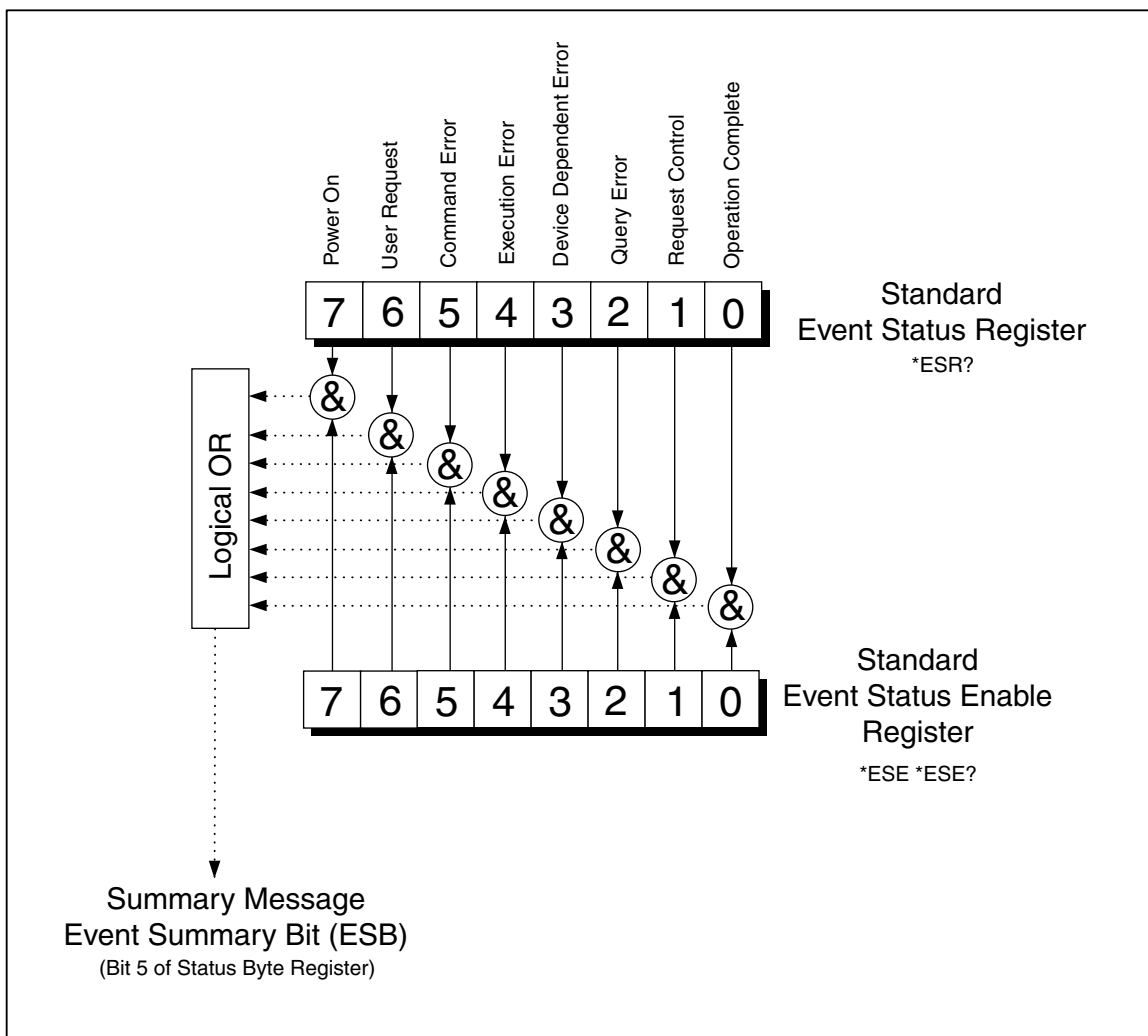 Power On
User Request
Command Error
Execution Error
Device Dependent Error
Query Error
Request Control
Operation Complete
7 6 5 4 3 2 1 0
Standard
Event Status Register
*ESR?
&
&
&
&
&
&
&
&
Logical OR
7 6 5 4 3 2 1 0
Standard
Event Status Enable
Register
*ESE *ESE?
Summary Message
Event Summary Bit (ESB)
(Bit 5 of Status Byte Register)